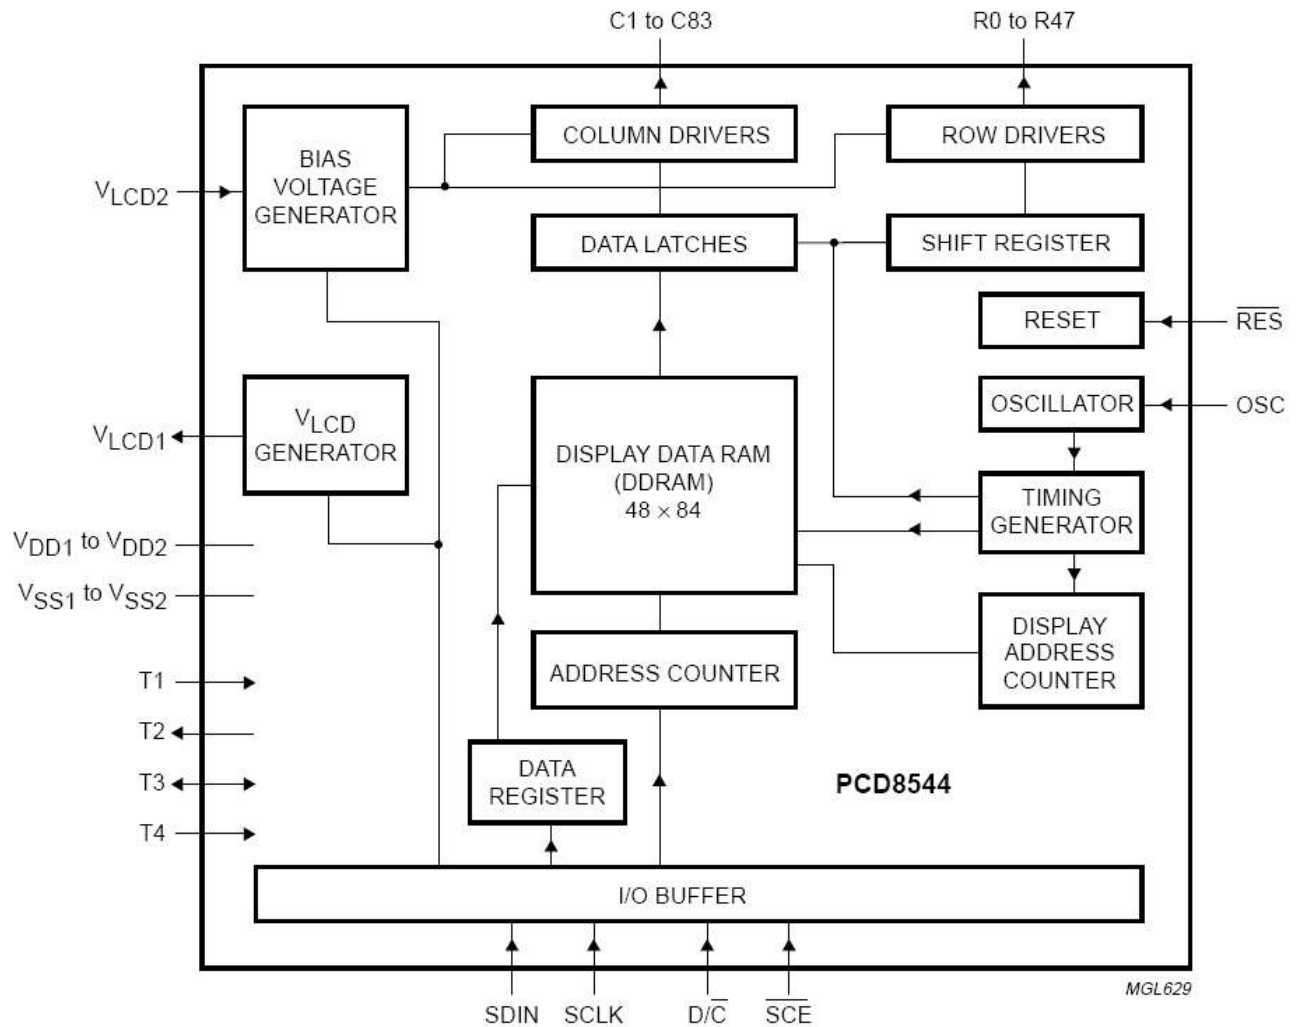 C1 to C83
R0 to R47
COLUMN DRIVERS
ROW DRIVERS
BIAS
VOLTAGE
GENERATOR
VLCD2
DATA LATCHES
SHIFT REGISTER
RESET
R̅E̅S̅
OSCILLATOR
OSC
VLCD1
VLCD
GENERATOR
DISPLAY DATA RAM
(DDRAM)
48 × 84
TIMING
GENERATOR
VDD1 to VDD2
VSS1 to VSS2
DISPLAY
ADDRESS
COUNTER
ADDRESS COUNTER
T1
T2
T3
T4
DATA
REGISTER
PCD8544
I/O BUFFER
SDIN
SCLK
D/C̅
S̅C̅E̅
MGL629